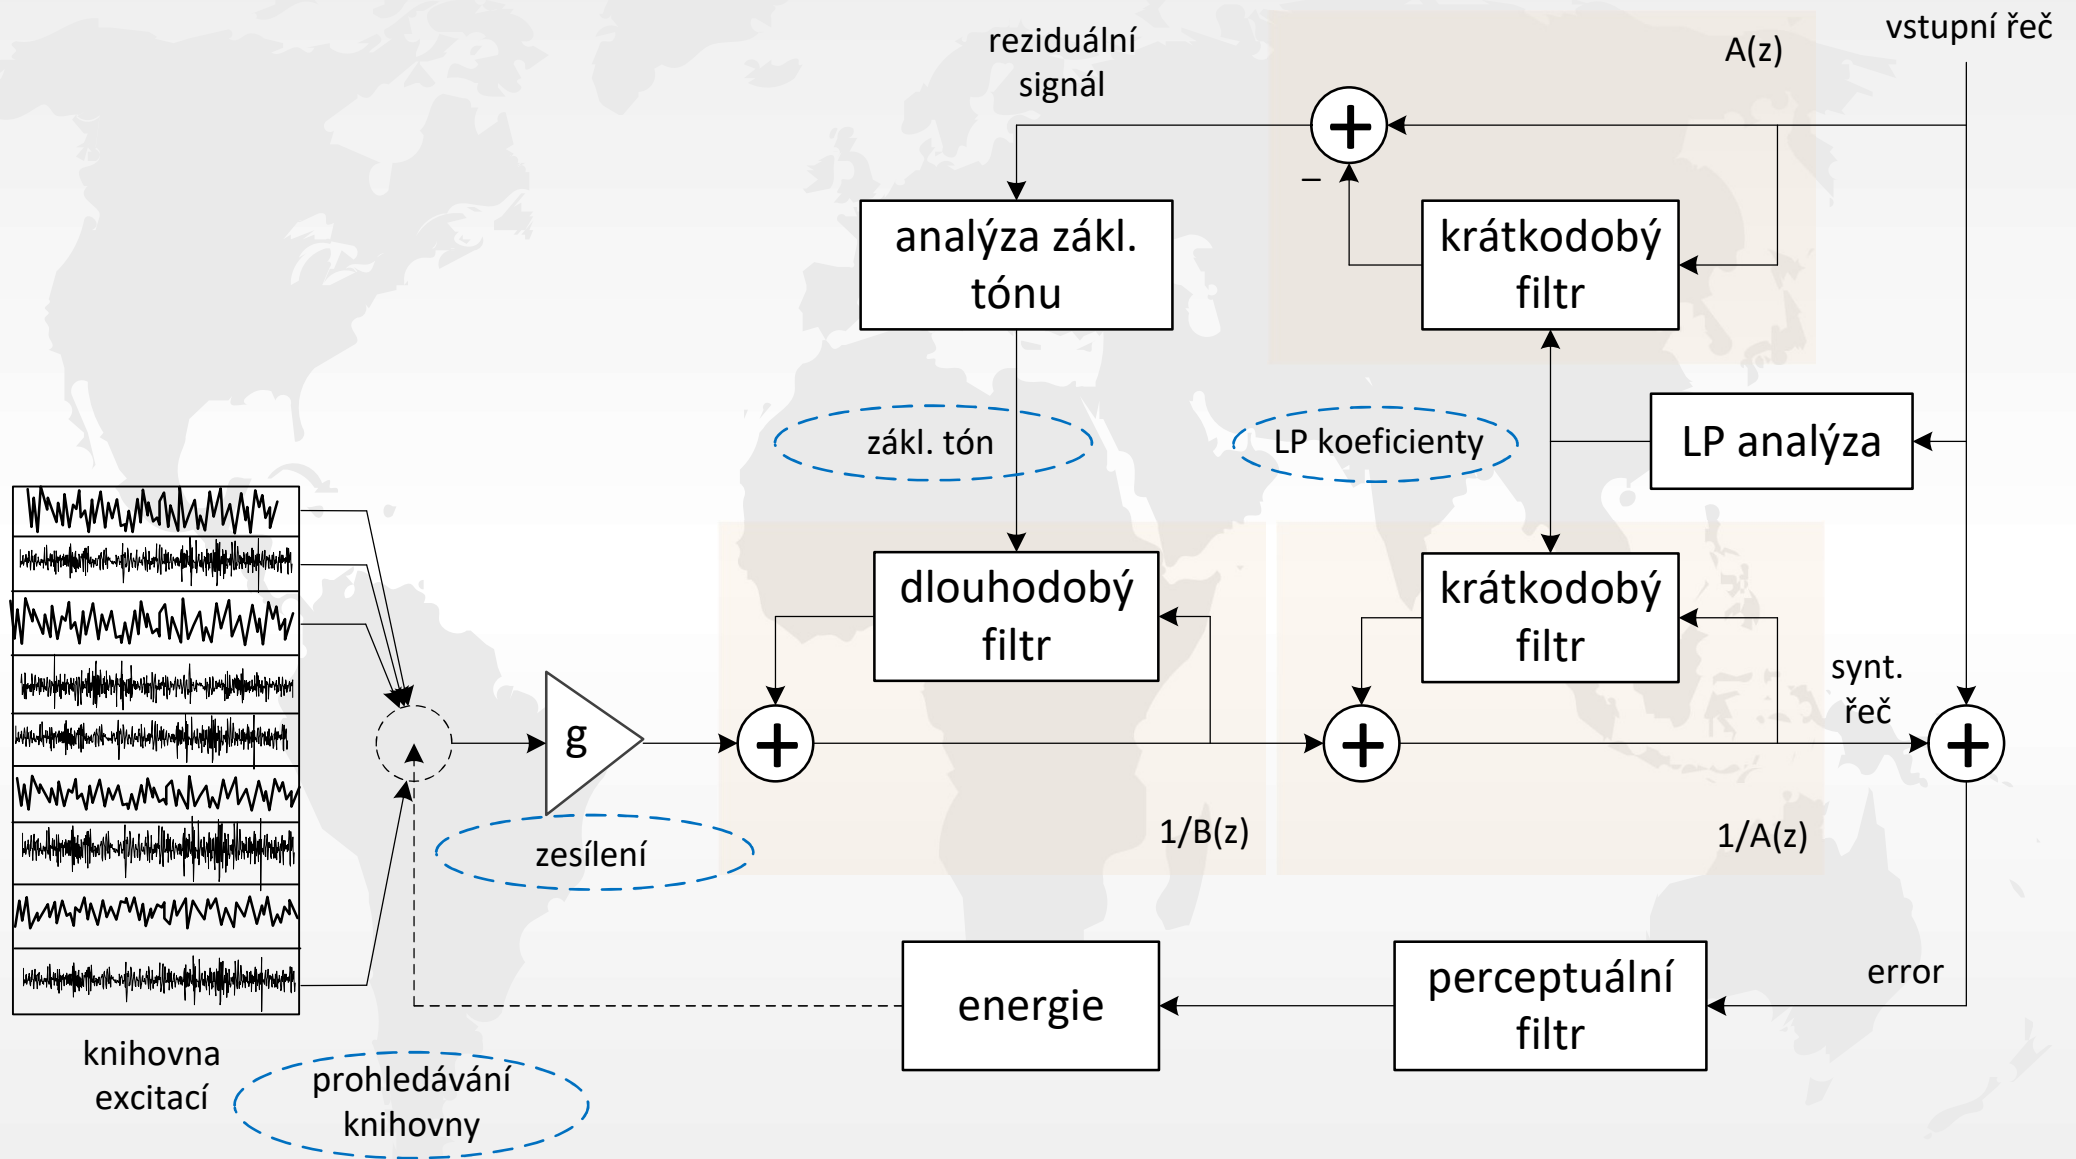 vstupní řeč
reziduální
signál
A(z)
+
–
analýza zákl.
tónu
krátkodobý
filtr
zákl. tón
LP koeficienty
LP analýza
dlouhodobý
filtr
krátkodobý
filtr
synt.
řeč
g
+
+
+
zesílení
1/B(z)
1/A(z)
energie
perceptuální
filtr
error
knihovna
excitací
prohledávání
knihovny